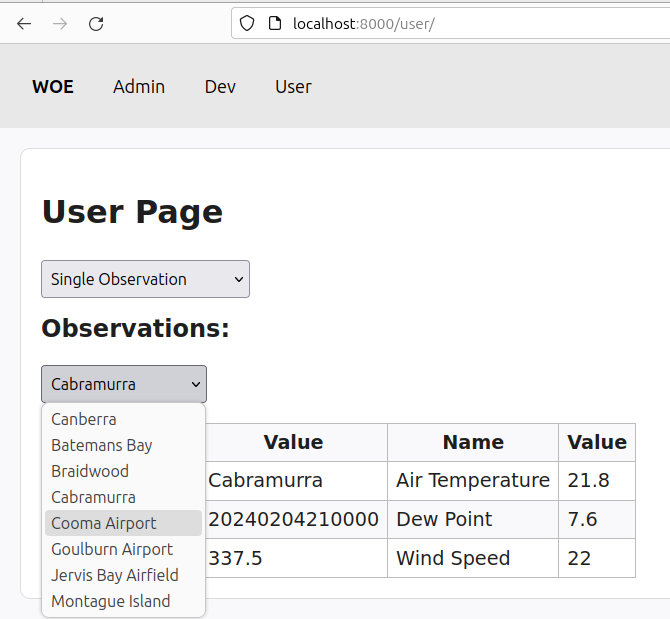 localhost:8000/user/
WOE Admin Dev User
User Page
Single Observation
Observations:
Cabramurra
Canberra
Batemans Bay
Braidwood
Cabramurra
Cooma Airport
Goulburn Airport
Jervis Bay Airfield
Montague Island
Value Name Value
Cabramurra Air Temperature 21.8
20240204210000 Dew Point 7.6
337.5 Wind Speed 22